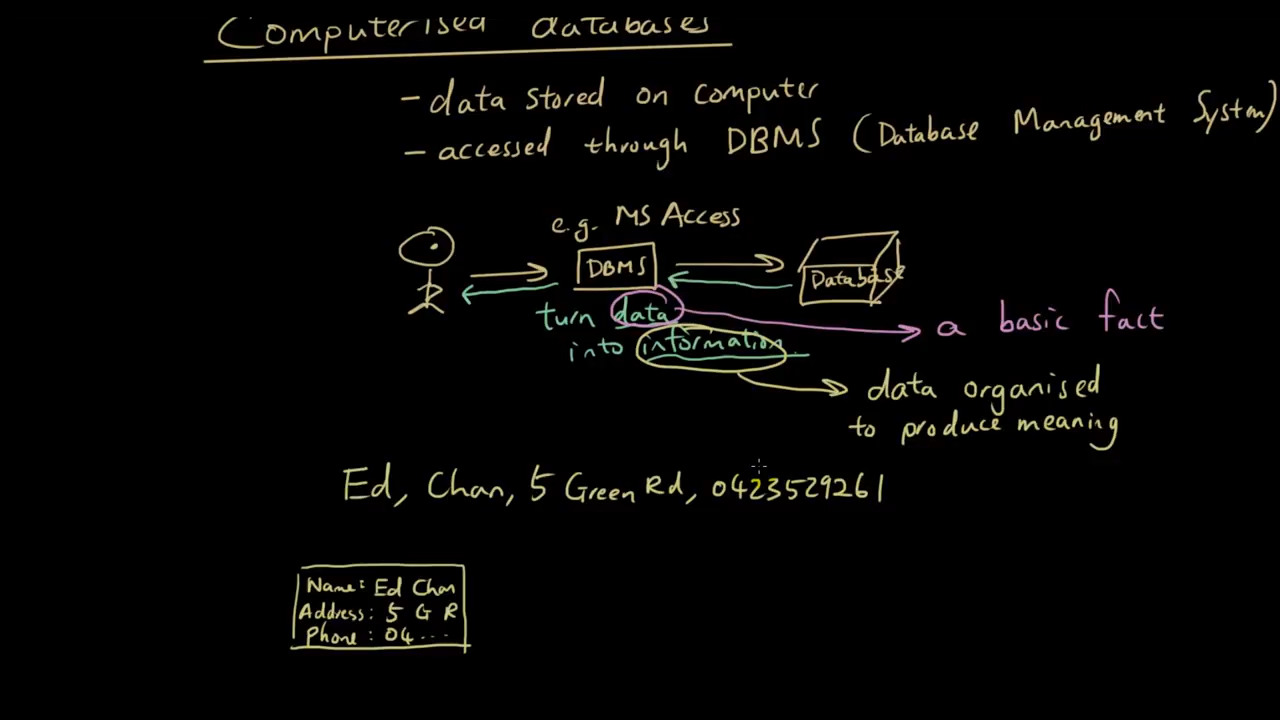 Computerised databases
- data stored on computer
- accessed through DBMS (Database Management System)
e.g. MS Access
DBMS
Database
turn data
into information
a basic fact
data organised
to produce meaning
Ed, Chan, 5 Green Rd, 0423529261
Name: Ed Chan
Address: 5 G R
Phone: 04...